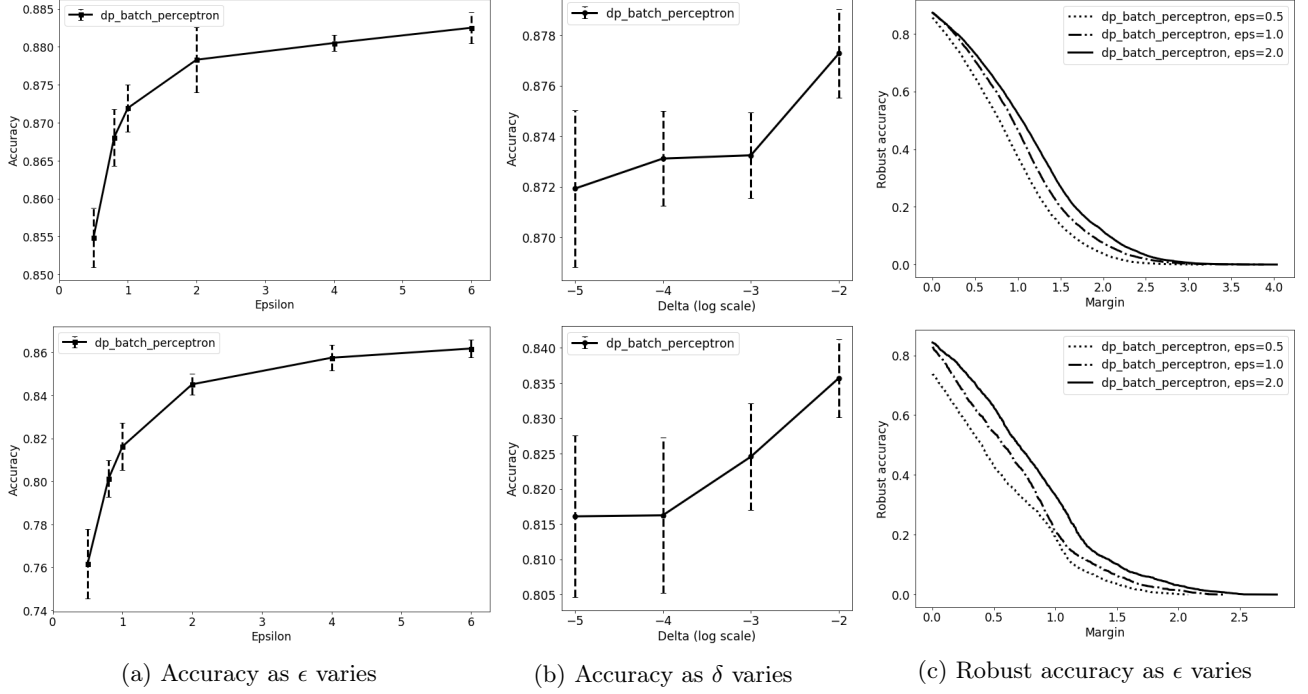 0.885
0.880
0.875
0.870
0.865
0.860
0.855
0.850
Accuracy
dp_batch_perceptron
0 1 2 3 4 5 6
Epsilon
0.878
0.876
0.874
0.872
0.870
Accuracy
dp_batch_perceptron
−5 −4 −3 −2
Delta (log scale)
0.8
0.6
0.4
0.2
0.0
Robust accuracy
dp_batch_perceptron, eps=0.5
dp_batch_perceptron, eps=1.0
dp_batch_perceptron, eps=2.0
0.0 0.5 1.0 1.5 2.0 2.5 3.0 3.5 4.0
Margin
0.86
0.84
0.82
0.80
0.78
0.76
0.74
Accuracy
dp_batch_perceptron
0 1 2 3 4 5 6
Epsilon
0.840
0.835
0.830
0.825
0.820
0.815
0.810
0.805
Accuracy
dp_batch_perceptron
−5 −4 −3 −2
Delta (log scale)
0.8
0.6
0.4
0.2
0.0
Robust accuracy
dp_batch_perceptron, eps=0.5
dp_batch_perceptron, eps=1.0
dp_batch_perceptron, eps=2.0
0.0 0.5 1.0 1.5 2.0 2.5
Margin
(a) Accuracy as ϵ varies
(b) Accuracy as δ varies
(c) Robust accuracy as ϵ varies